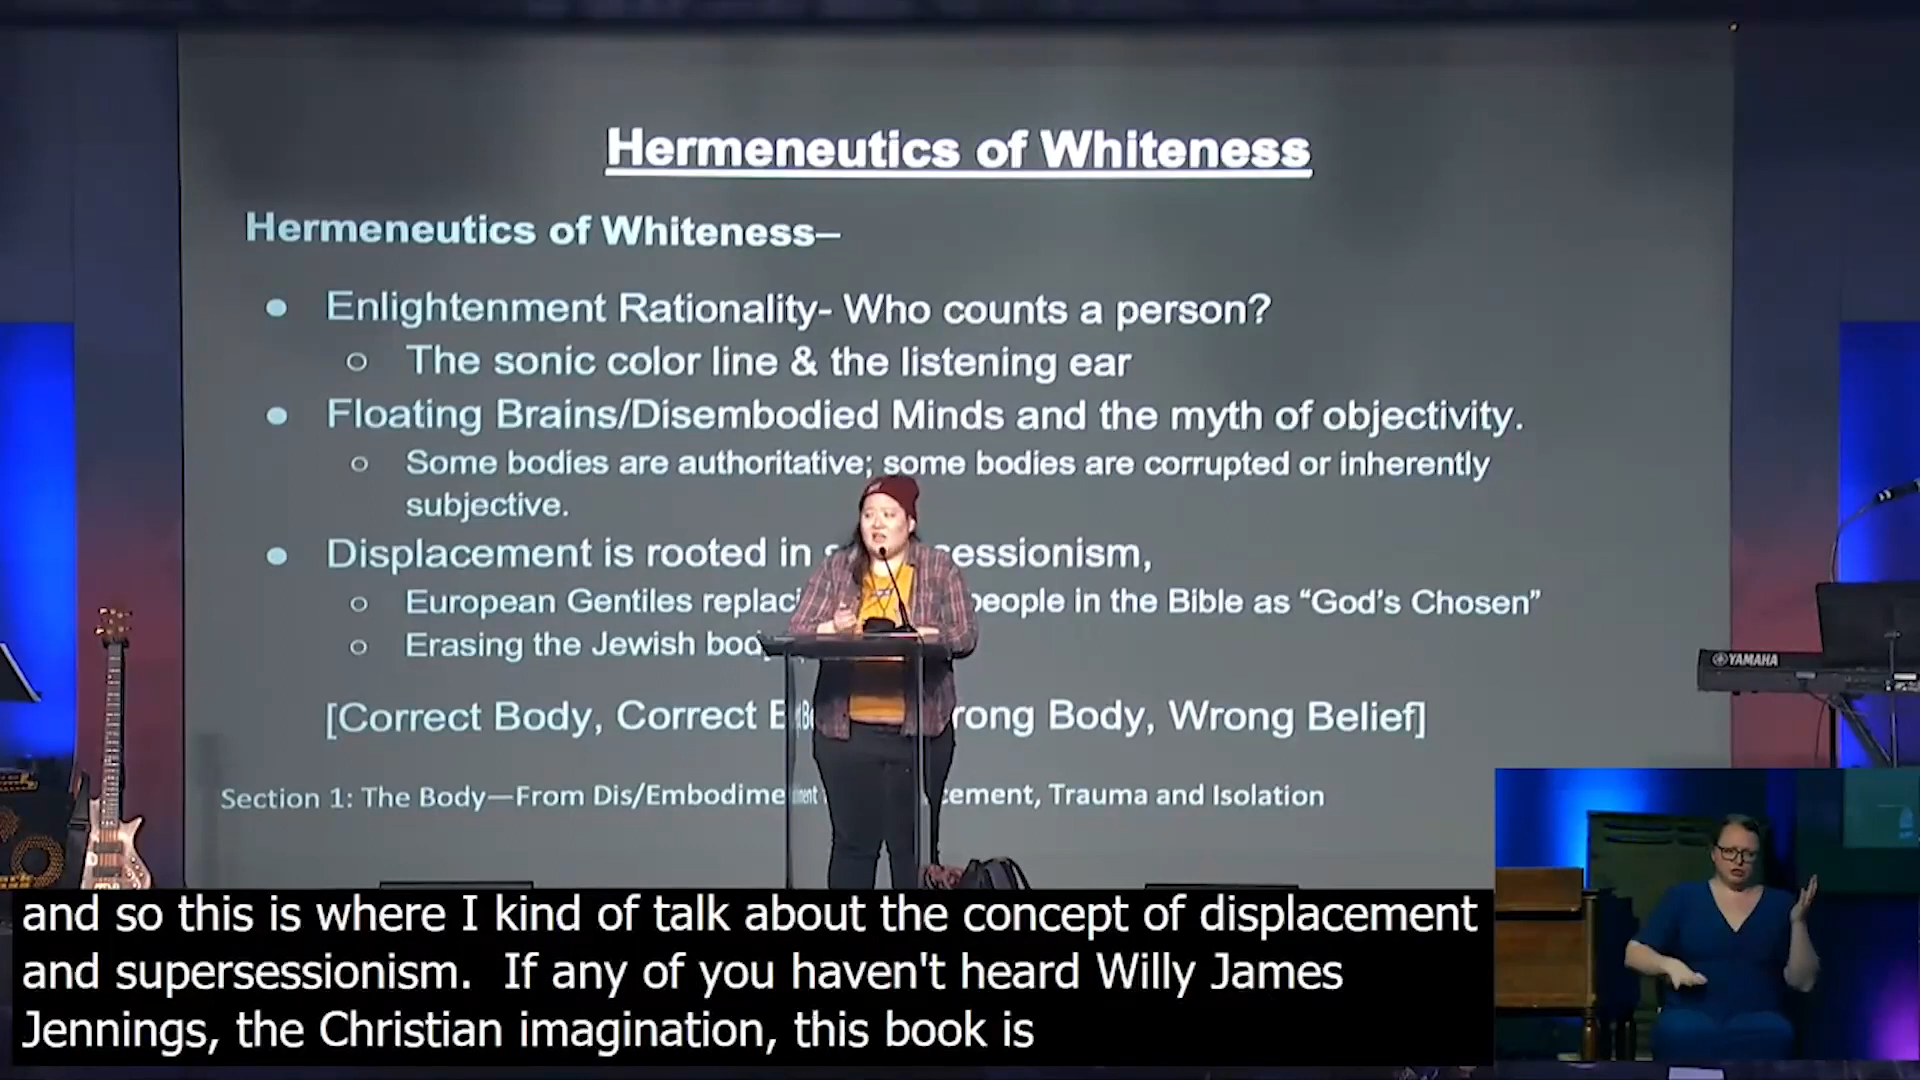 Hermeneutics of Whiteness
Hermeneutics of Whiteness–
● Enlightenment Rationality- Who counts a person?
○ The sonic color line & the listening ear
● Floating Brains/Disembodied Minds and the myth of objectivity.
○ Some bodies are authoritative; some bodies are corrupted or inherently
subjective.
● Displacement is rooted in sessionism,
○ European Gentiles replaci people in the Bible as “God’s Chosen”
○ Erasing the Jewish body
[Correct Body, Correct B rong Body, Wrong Belief]
Section 1: The Body—From Dis/Embodime cement, Trauma and Isolation
YAMAHA
and so this is where I kind of talk about the concept of displacement
and supersessionism. If any of you haven't heard Willy James
Jennings, the Christian imagination, this book is